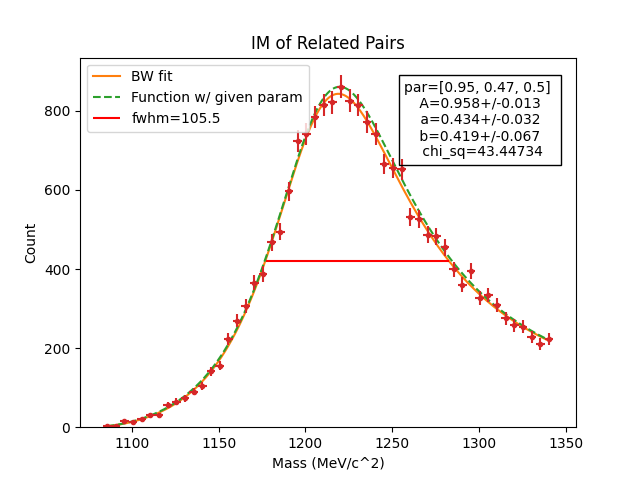 IM of Related Pairs
BW fit
Function w/ given param
fwhm=105.5
par=[0.95, 0.47, 0.5]
A=0.958+/-0.013
a=0.434+/-0.032
b=0.419+/-0.067
chi_sq=43.44734
Count
800
600
400
200
0
1100
1150
1200
1250
1300
1350
Mass (MeV/c^2)